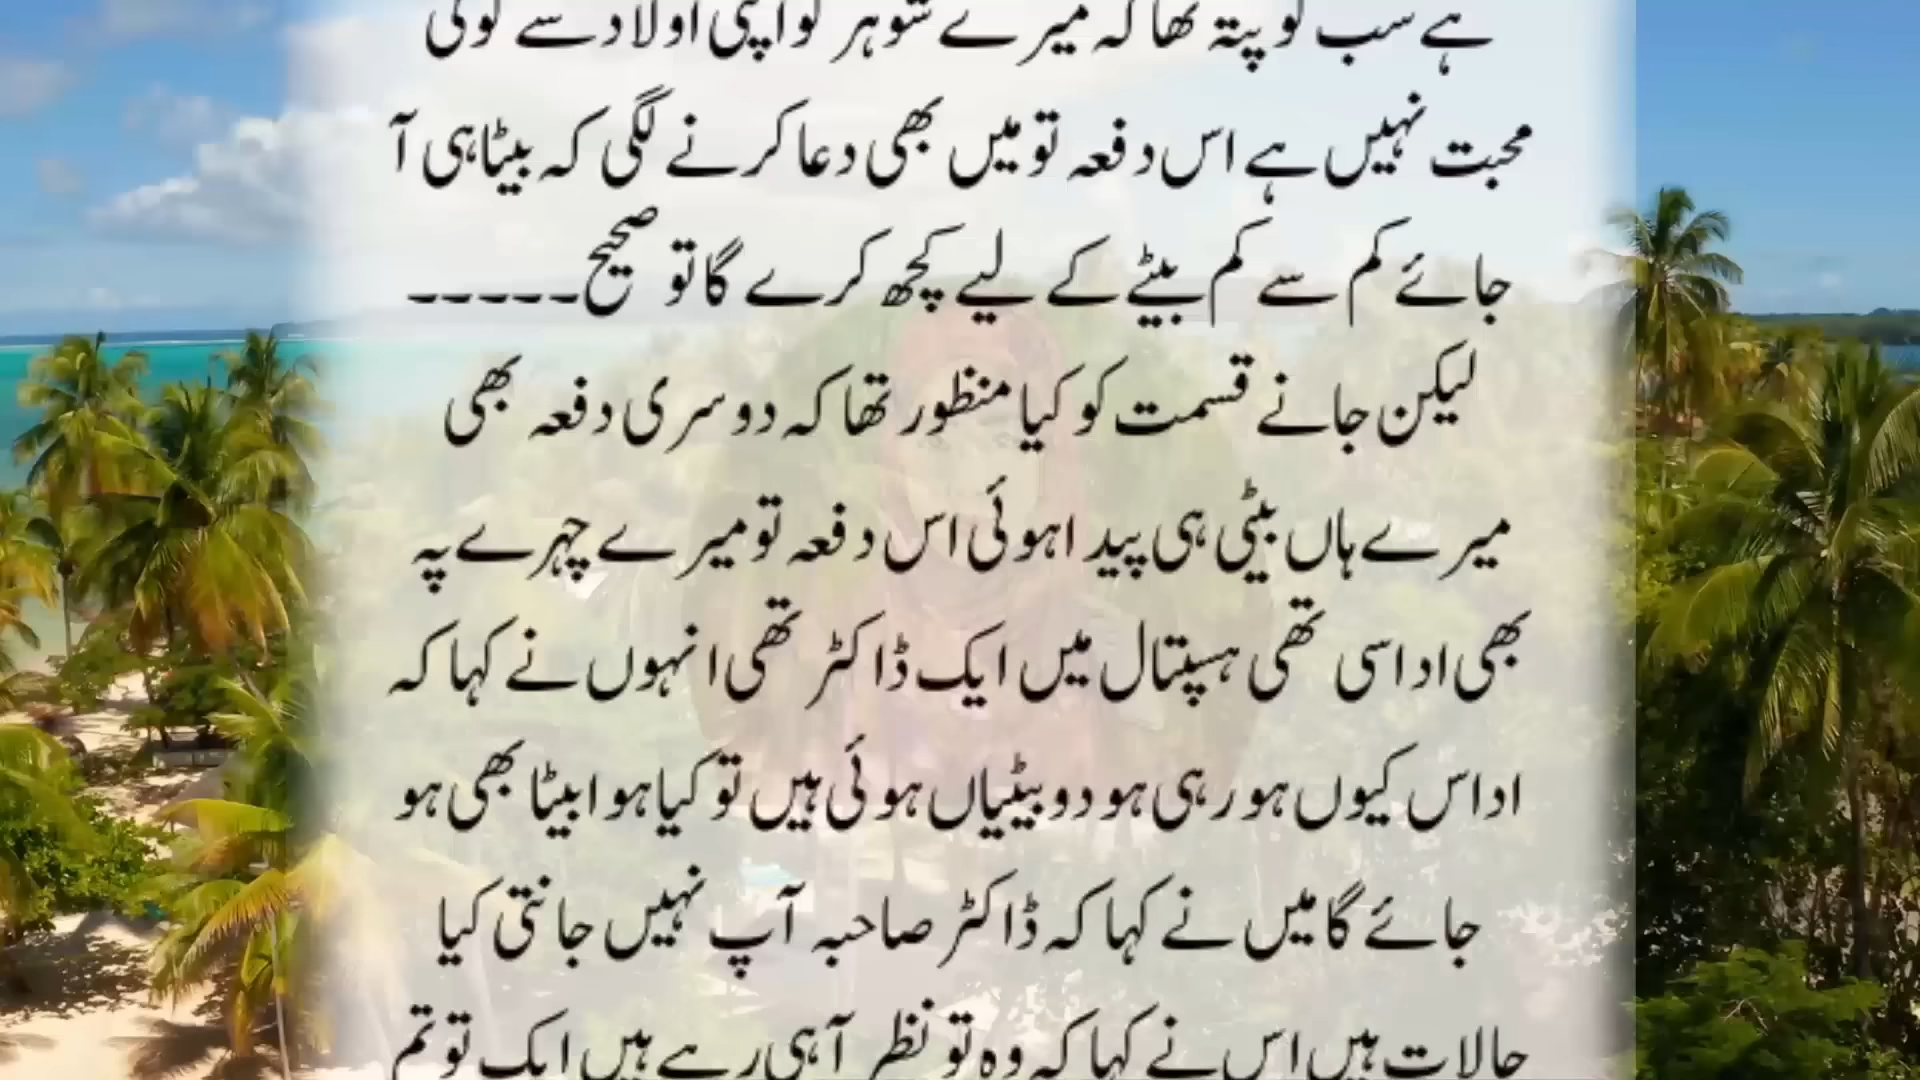 ہے سب کو پتہ تھا کہ میرے شوہر کو اپنی اولاد سے کوئی
محبت نہیں ہے اس دفعہ تو میں بھی دعا کرنے لگی کہ بیٹا ہی آ
جائے کم سے کم بیٹے کے لیے کچھ کرے گا تو صحیح-----
لیکن جانے قسمت کو کیا منظور تھا کہ دوسری دفعہ بھی
میرے ہاں بیٹی ہی پیدا ہوئی اس دفعہ تو میرے چہرے پہ
بھی اداسی تھی ہسپتال میں ایک ڈاکٹر تھی انہوں نے کہا کہ
اداس کیوں ہو رہی ہو دو بیٹیاں ہوئی ہیں تو کیا ہوا بیٹا بھی ہو
جائے گا میں نے کہا کہ ڈاکٹر صاحبہ آپ نہیں جانتی کیا
حالات ہیں اس نے کہا کہ وہ تو نظر آ ہی رہے ہیں ایک تو تم